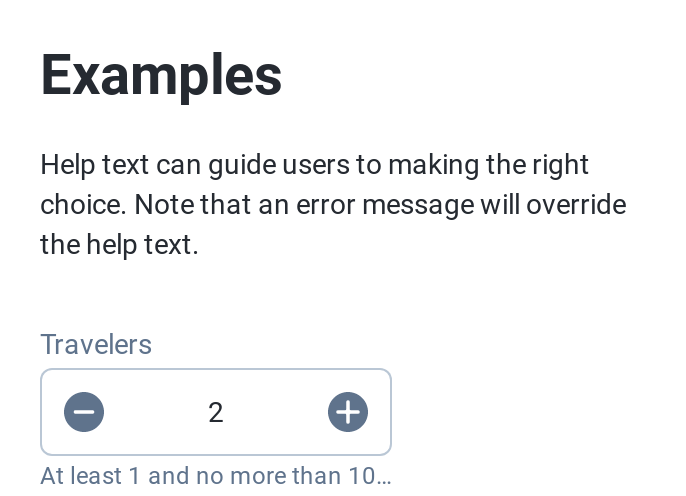 Examples
Help text can guide users to making the right
choice. Note that an error message will override
the help text.
Travelers
2
At least 1 and no more than 10…